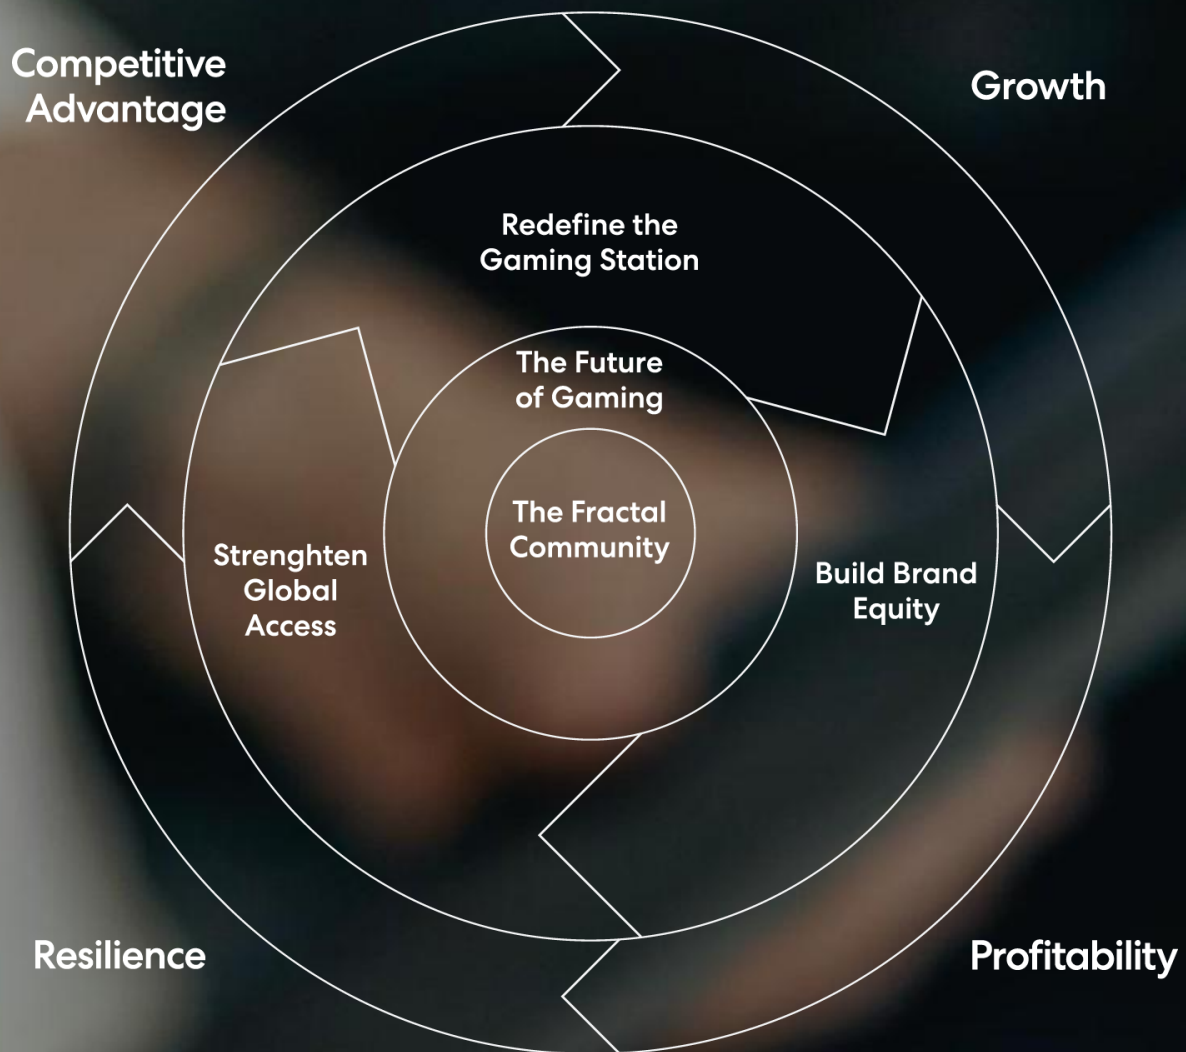 Competitive
Advantage
Growth
Redefine the
Gaming Station
The Future
of Gaming
The Fractal
Community
Strenghten
Global
Access
Build Brand
Equity
Resilience
Profitability